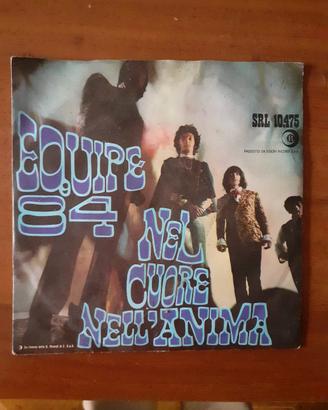 SRL 10475
R
EQUIPE
84
NEL
CUORE
NELL'ANIMA